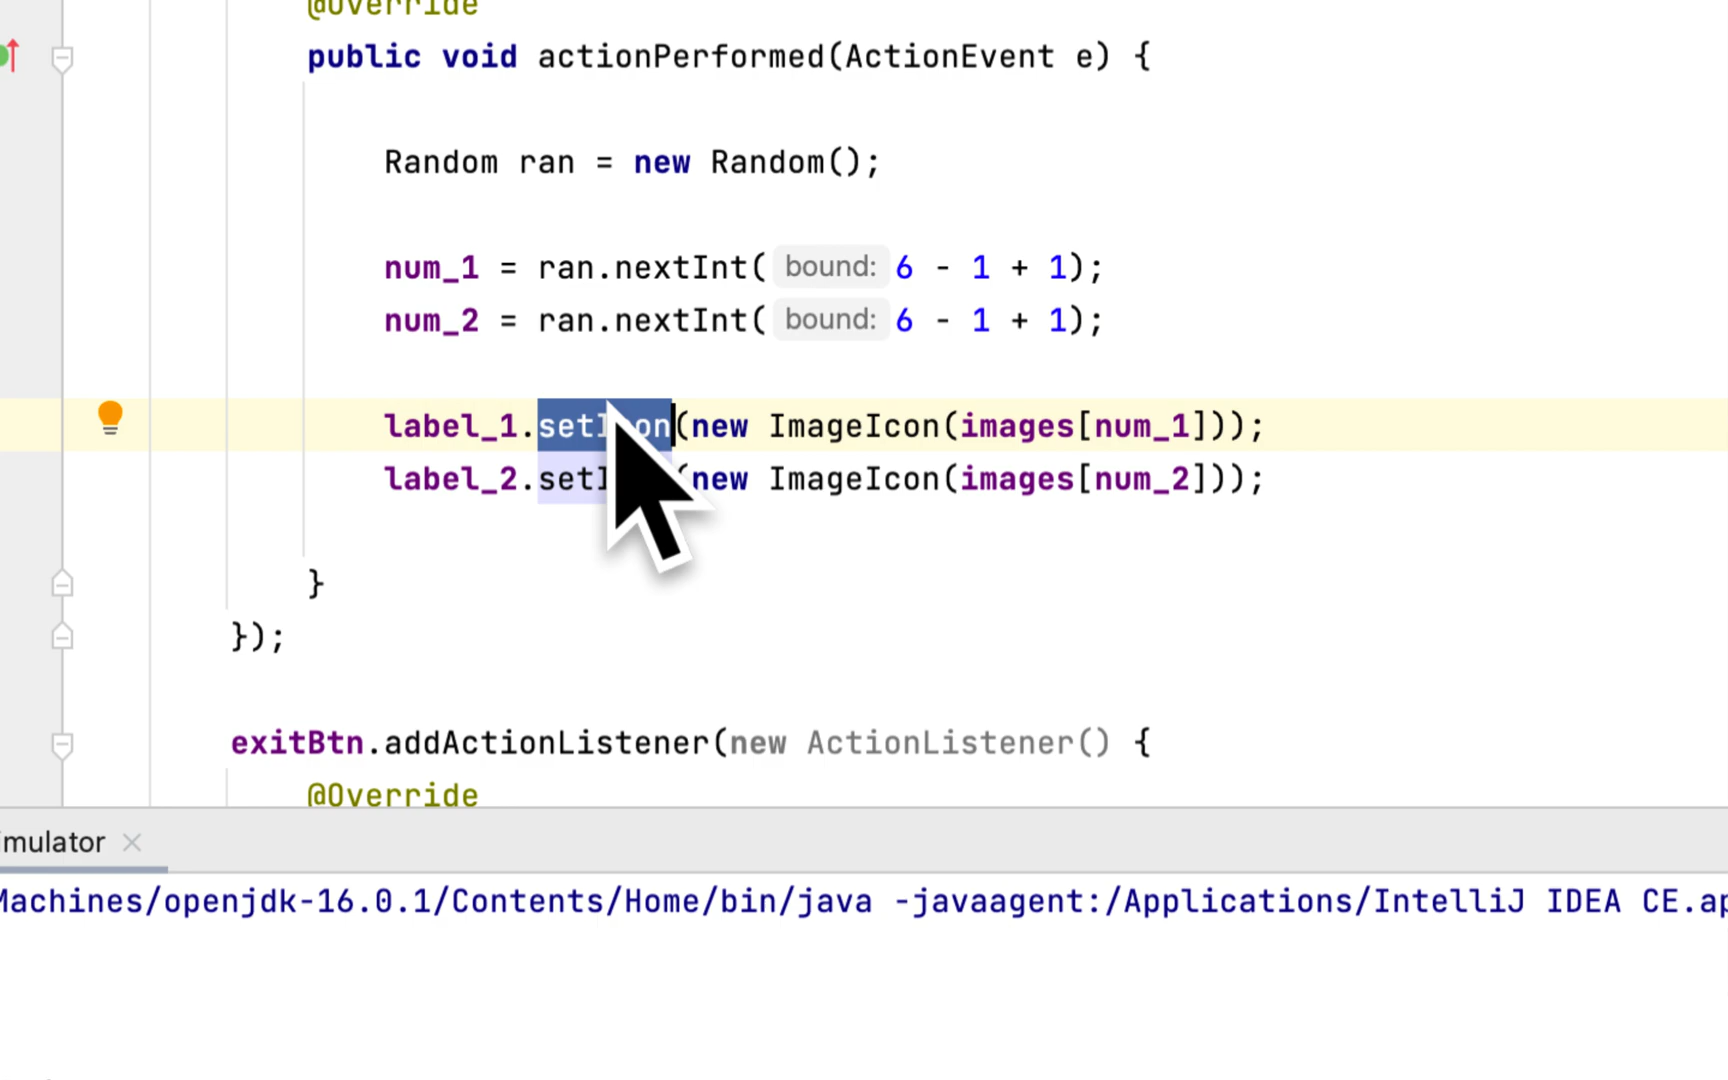 @Override
public void actionPerformed(ActionEvent e) {
Random ran = new Random();
num_1 = ran.nextInt( bound: 6 - 1 + 1);
num_2 = ran.nextInt( bound: 6 - 1 + 1);
label_1.setIcon(new ImageIcon(images[num_1]));
label_2.setIcon(new ImageIcon(images[num_2]));
}
});
exitBtn.addActionListener(new ActionListener() {
@Override
imulator
Machines/openjdk-16.0.1/Contents/Home/bin/java -javaagent:/Applications/IntelliJ IDEA CE.ap